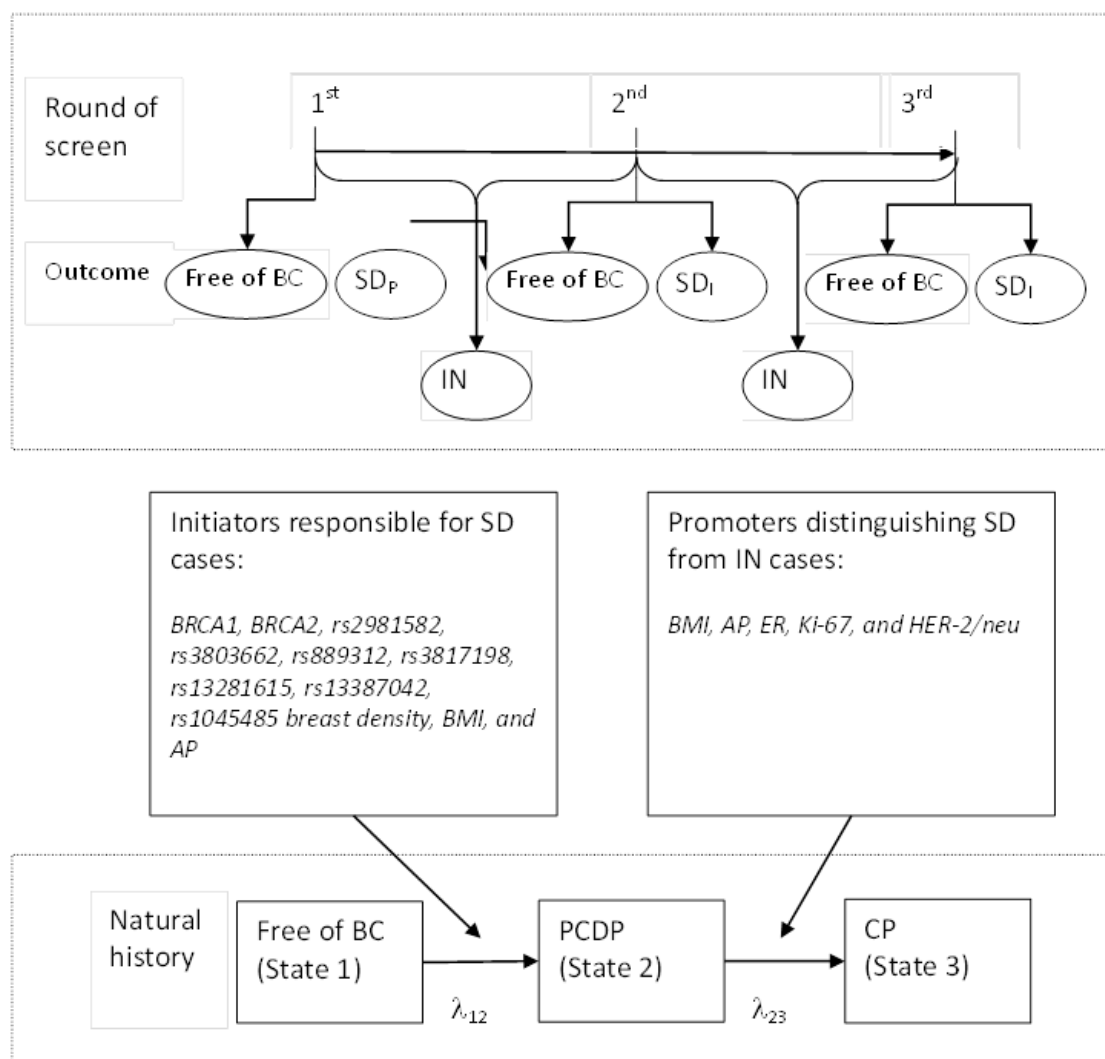 Round of
screen
1st
2nd
3rd
Outcome
Free of BC
SDP
Free of BC
SDI
Free of BC
SDI
IN
IN
Initiators responsible for SD
cases:
BRCA1, BRCA2, rs2981582,
rs3803662, rs889312, rs3817198,
rs13281615, rs13387042,
rs1045485 breast density, BMI, and
AP
Promoters distinguishing SD
from IN cases:
BMI, AP, ER, Ki-67, and HER-2/neu
Natural
history
Free of BC
(State 1)
PCDP
(State 2)
CP
(State 3)
λ12
λ23